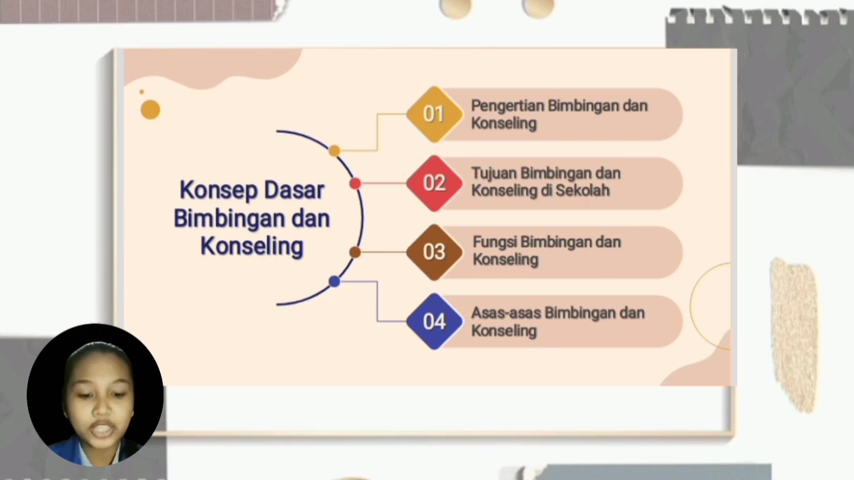 Konsep Dasar
Bimbingan dan
Konseling
01
Pengertian Bimbingan dan
Konseling
02
Tujuan Bimbingan dan
Konseling di Sekolah
03
Fungsi Bimbingan dan
Konseling
04
Asas-asas Bimbingan dan
Konseling